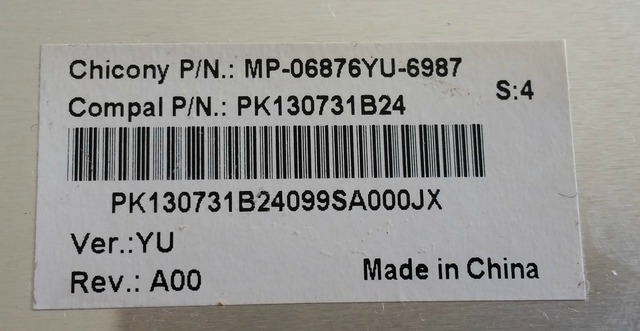 Chicony P/N.: MP-06876YU-6987
Compal P/N.: PK130731B24
S:4
PK130731B24099SA000JX
Ver.:YU
Rev.: A00
Made in China